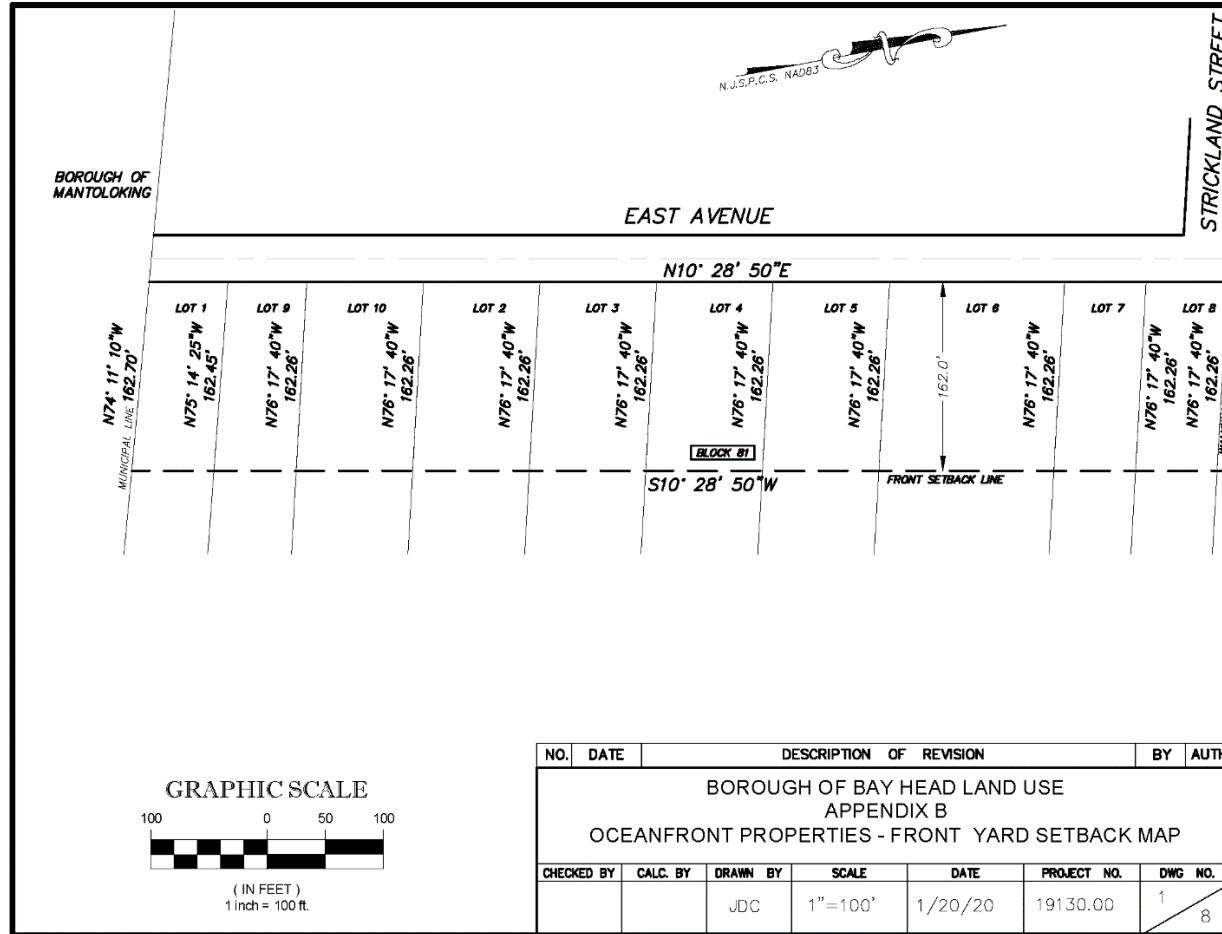 N.J.S.P.C.S. NAD83
STRICKLAND STREET
BOROUGH OF
MANTOLOKING
EAST AVENUE
N10° 28' 50"E
LOT 1
LOT 9
LOT 10
LOT 2
LOT 3
LOT 4
LOT 5
LOT 6
LOT 7
LOT 8
N74° 11' 10"W
162.70'
MUNICIPAL LINE
N75° 14' 25"W
162.45'
N76° 17' 40"W
162.26'
N76° 17' 40"W
162.26'
N76° 17' 40"W
162.26'
N76° 17' 40"W
162.26'
N76° 17' 40"W
162.26'
N76° 17' 40"W
162.26'
162.0'
N76° 17' 40"W
162.26'
N76° 17' 40"W
162.26'
N76° 17' 40"W
162.26'
BLOCK 81
S10° 28' 50"W
FRONT SETBACK LINE
GRAPHIC SCALE
100 0 50 100
( IN FEET )
1 inch = 100 ft.
NO. DATE DESCRIPTION OF REVISION BY AUTH
BOROUGH OF BAY HEAD LAND USE
APPENDIX B
OCEANFRONT PROPERTIES - FRONT YARD SETBACK MAP
CHECKED BY CALC. BY DRAWN BY SCALE DATE PROJECT NO. DWG NO.
JDC 1"=100' 1/20/20 19130.00 1/8